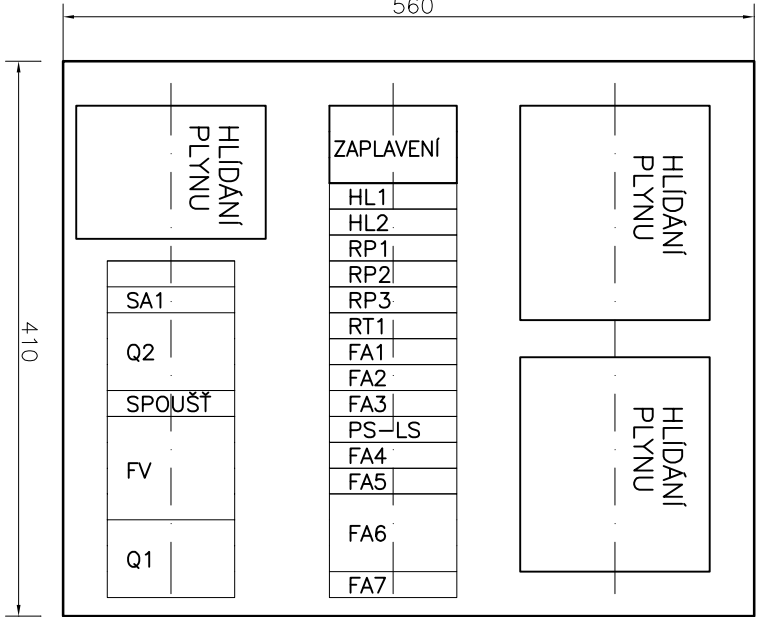 560
410
HLÍDÁNÍ
PLYNU
SA1
Q2
SPOUŠŤ
FV
Q1
ZAPLAVENÍ
HL1
HL2
RP1
RP2
RP3
RT1
FA1
FA2
FA3
PS-LS
FA4
FA5
FA6
FA7
HLÍDÁNÍ
PLYNU
HLÍDÁNÍ
PLYNU